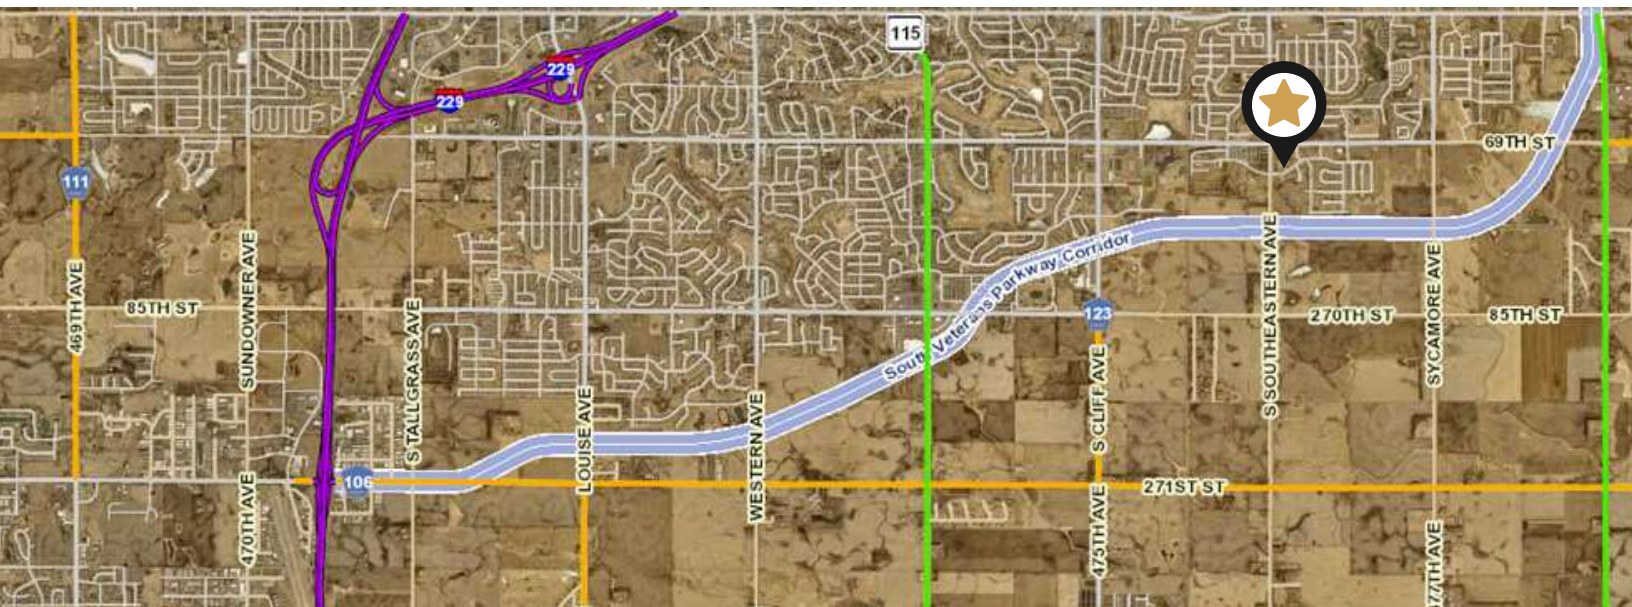 115
229
229
69TH ST
111
South Veterans Parkway Corridor
469TH AVE
SUNDOWNER AVE
S SOUTHEASTERN AVE
SYCAMORE AVE
85TH ST
S TALLGRASS AVE
123
270TH ST
85TH ST
S CLIFF AVE
LOUISE AVE
WESTERN AVE
106
271ST ST
470TH AVE
475TH AVE
77TH AVE